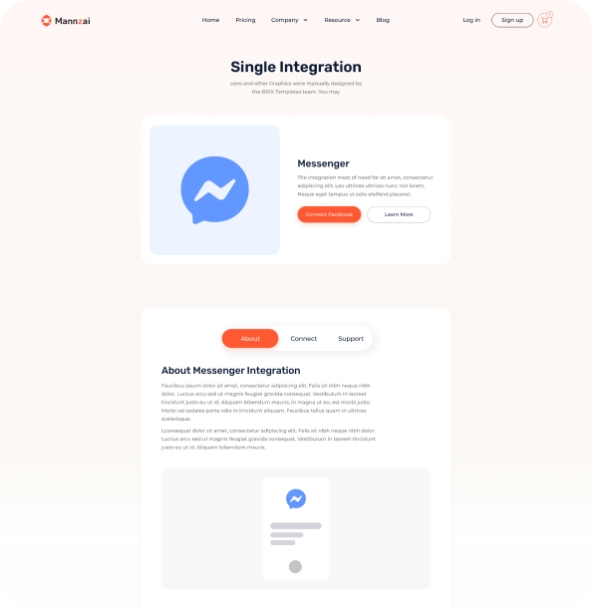 Mannzai
Home Pricing Company Resource Blog
Log in Sign up
Single Integration
cons and other Graphics were manually designed by
the BRIX Templates team. You may
Messenger
The integration most of need for sit amet, consectetur
adipiscing elit. Leo ultrices ultrices nunc nisi lorem.
Neque eget tempus ut odio eleifend placerat.
Connect Facebook Learn More
About Connect Support
About Messenger Integration
Faucibus ipsum dolor sit amet, consectetur adipiscing elit. Felis sit nibh neque nibh
dolor. Luctus arcu sed ut magnis feugiat gravida consequat. Vestibulum in laoreet
tincidunt justo eu ut id. Aliquam bibendum mauris, in magna ut eu, est morbi justo.
Morbi vel sodales porta odio in tincidunt aliquam. Faucibus tellus quam in ultrices
scelerisque.
Lconsequat dolor sit amet, consectetur adipiscing elit. Felis sit nibh neque nibh dolor.
Luctus arcu sed ut magnis feugiat gravida consequat. Vestibulum in laoreet tincidunt
justo eu ut id. Aliquam bibendum mauris.